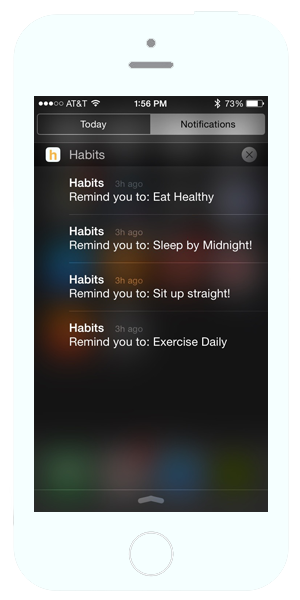 AT&T 1:56 PM 73%
Today Notifications
h Habits
Habits 3h ago
Remind you to: Eat Healthy
Habits 3h ago
Remind you to: Sleep by Midnight!
Habits 3h ago
Remind you to: Sit up straight!
Habits 3h ago
Remind you to: Exercise Daily